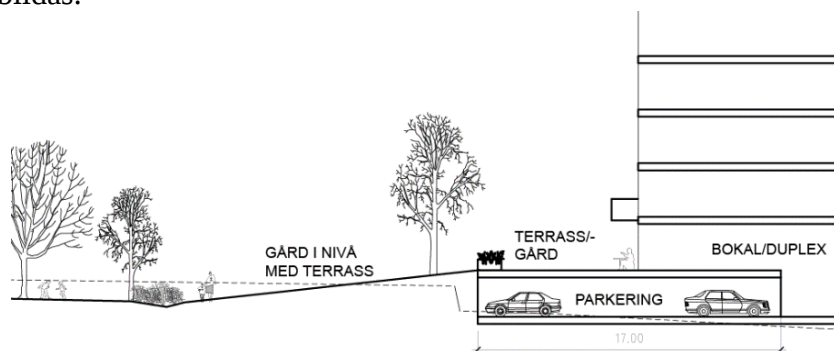 bildas.
TERRASS/-
GÅRD
GÅRD I NIVÅ
MED TERRASS
BOKAL/DUPLEX
PARKERING
17.00